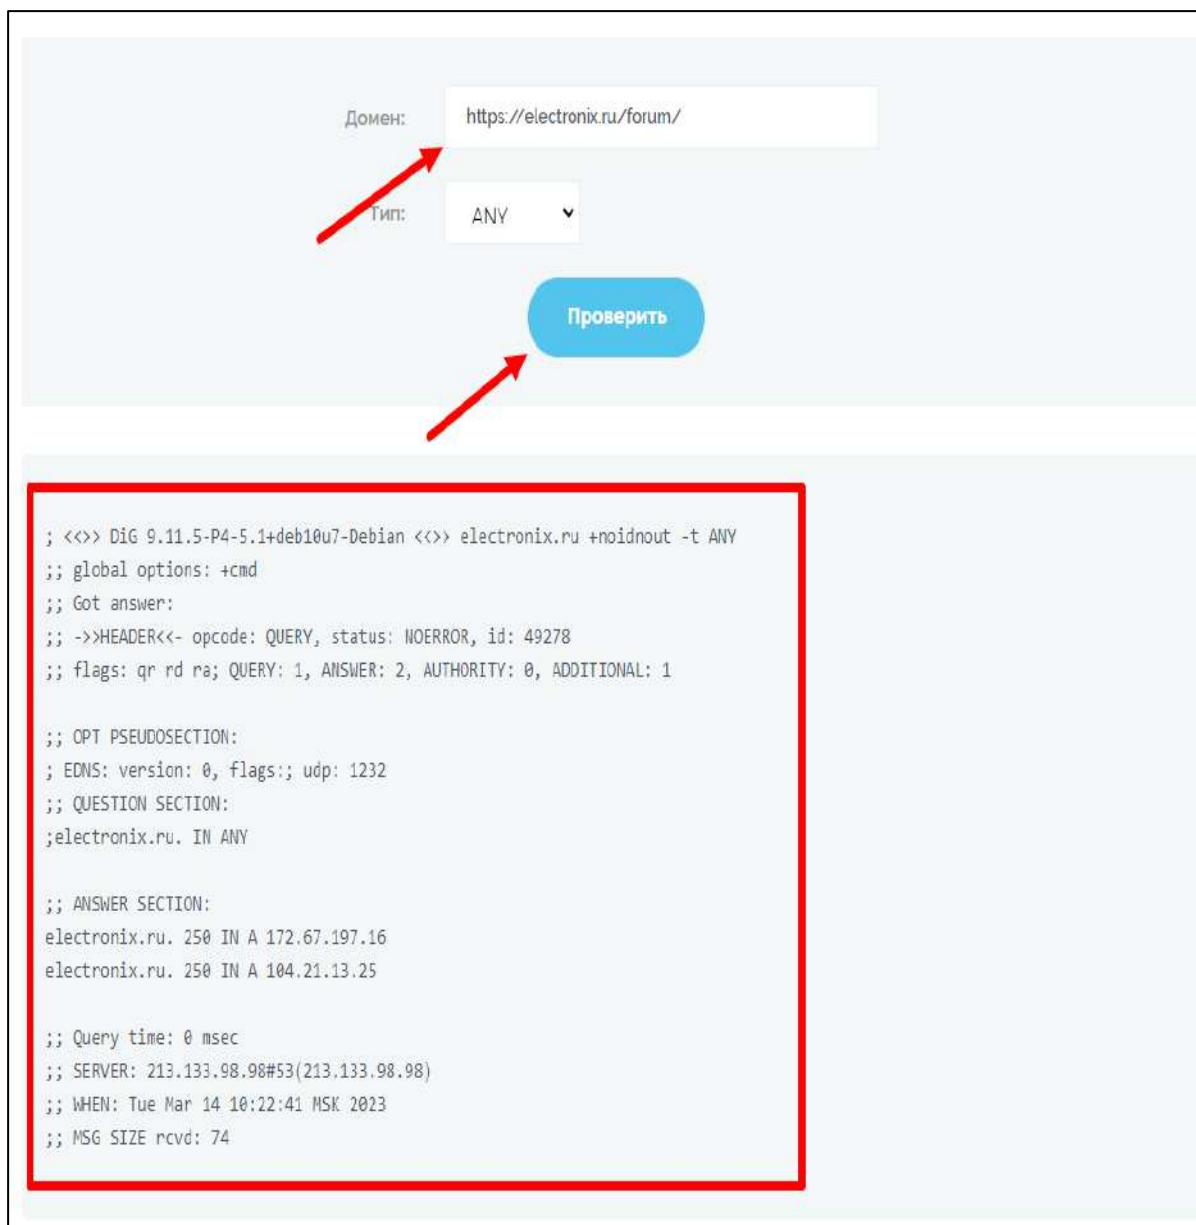 Домен:
https://electronix.ru/forum/
Тип:
ANY
Проверить
; <<>> DiG 9.11.5-P4-5.1+deb10u7-Debian <<>> electronix.ru +noidnout -t ANY
;; global options: +cmd
;; Got answer:
;; ->>HEADER<<- opcode: QUERY, status: NOERROR, id: 49278
;; flags: qr rd ra; QUERY: 1, ANSWER: 2, AUTHORITY: 0, ADDITIONAL: 1
;; OPT PSEUDOSECTION:
; EDNS: version: 0, flags:; udp: 1232
;; QUESTION SECTION:
;electronix.ru. IN ANY
;; ANSWER SECTION:
electronix.ru. 250 IN A 172.67.197.16
electronix.ru. 250 IN A 104.21.13.25
;; Query time: 0 msec
;; SERVER: 213.133.98.98#53(213.133.98.98)
;; WHEN: Tue Mar 14 10:22:41 MSK 2023
;; MSG SIZE rcvd: 74